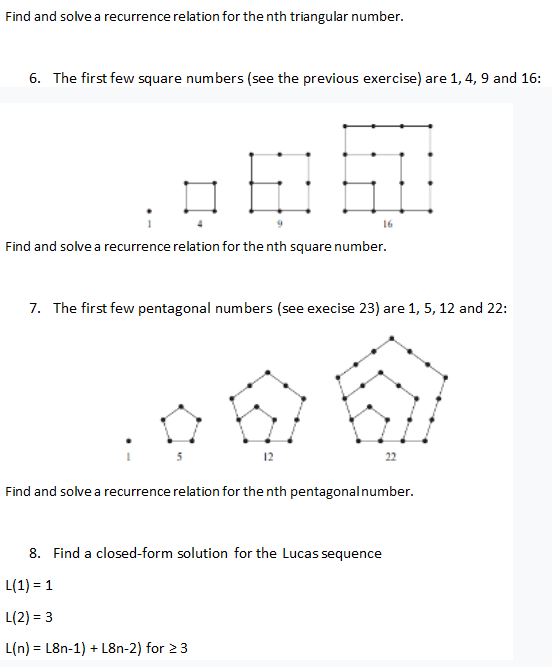 Find and solve a recurrence relation for the nth triangular number.
6. The first few square numbers (see the previous exercise) are 1, 4, 9 and 16:
1 4 9 16
Find and solve a recurrence relation for the nth square number.
7. The first few pentagonal numbers (see execise 23) are 1, 5, 12 and 22:
1 5 12 22
Find and solve a recurrence relation for the nth pentagonal number.
8. Find a closed-form solution for the Lucas sequence
L(1) = 1
L(2) = 3
L(n) = L8n-1) + L8n-2) for ≥ 3